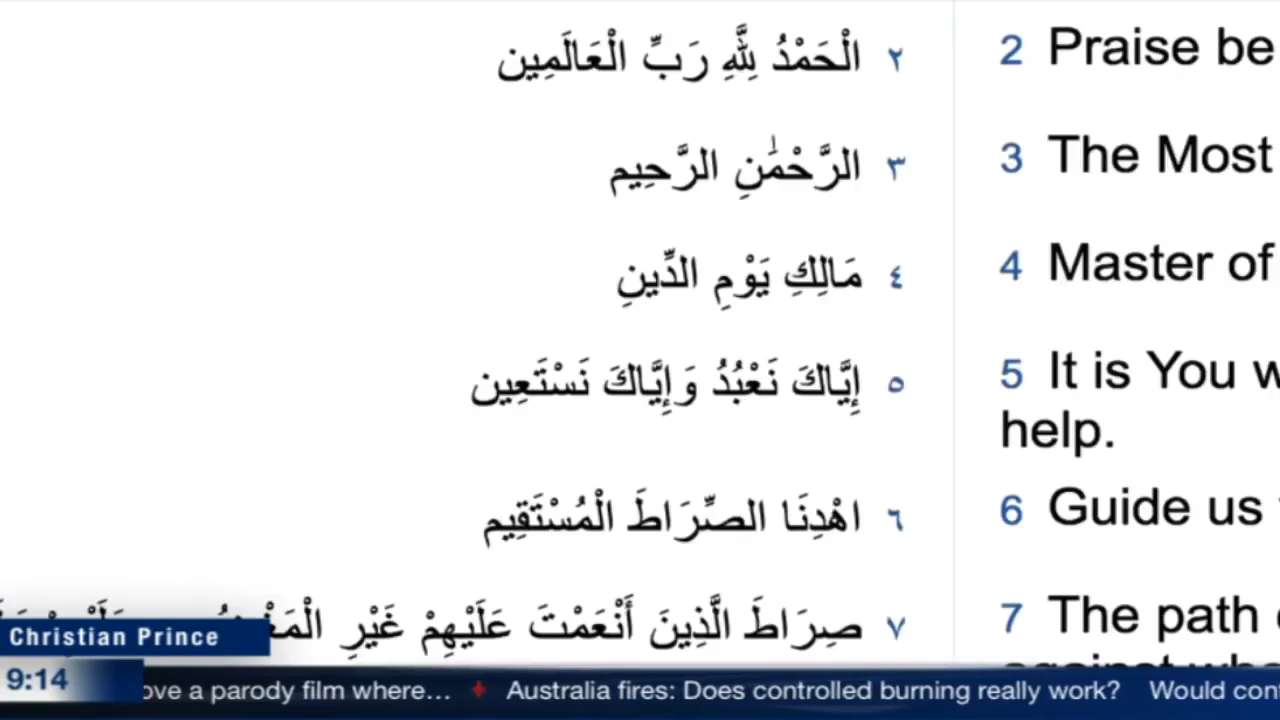 ٢ الْحَمْدُ لِلَّهِ رَبِّ الْعَالَمِين
2 Praise be
٣ الرَّحْمَٰنِ الرَّحِيم
3 The Most
٤ مَالِكِ يَوْمِ الدِّينِ
4 Master of
٥ إِيَّاكَ نَعْبُدُ وَإِيَّاكَ نَسْتَعِين
5 It is You
help.
٦ اهْدِنَا الصِّرَاطَ الْمُسْتَقِيم
6 Guide us
٧ صِرَاطَ الَّذِينَ أَنْعَمْتَ عَلَيْهِمْ غَيْرِ
7 The path
Christian Prince
9:14
ove a parody film where... Australia fires: Does controlled burning really work? Would